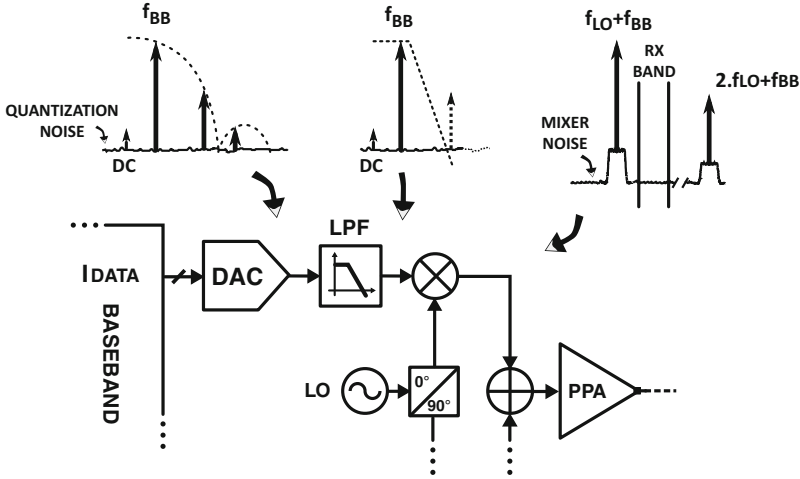 fBB
QUANTIZATION
NOISE
DC
fBB
DC
fLO+fBB
RX
BAND
2.fLO+fBB
MIXER
NOISE
I DATA
BASEBAND
DAC
LPF
LO
0°
90°
PPA